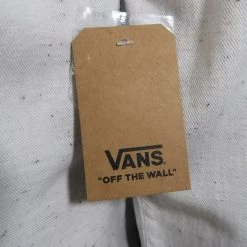 VANS
"OFF THE WALL"